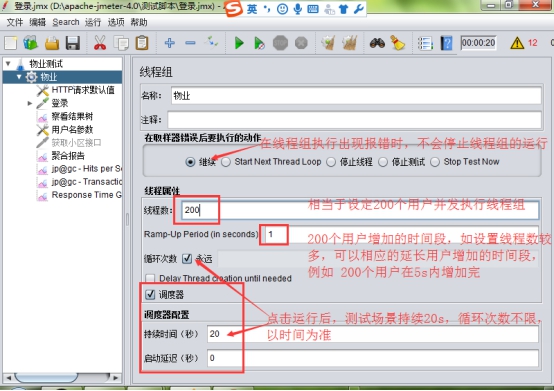 登录.jmx (D:\apache-jmeter-4.0\测试脚本\登录.jmx) - A
英
文件 编辑 Search 运行 选项 帮助
00:00:20
12
物业测试
物业
HTTP请求默认值
登录
察看结果树
用户名参数
获取小区接口
聚合报告
jp@gc - Hits per Se
jp@gc - Transactio
Response Time G
线程组
名称: 物业
注释:
在取样器错误后要执行的动作
在线程组执行出现报错时，不会停止线程组的运行
继续 Start Next Thread Loop 停止线程 停止测试 Stop Test Now
线程属性
线程数: 200
相当于设定200个用户并发执行线程组
Ramp-Up Period (in seconds): 1
200个用户增加的时间段，如设置线程数较
多，可以相应的延长用户增加的时间段，
例如 200个用户在5s内增加完
循环次数 永远
Delay Thread creation until needed
调度器
调度器配置
点击运行后，测试场景持续20s，循环次数不限，
以时间为准
持续时间（秒） 20
启动延迟（秒） 0